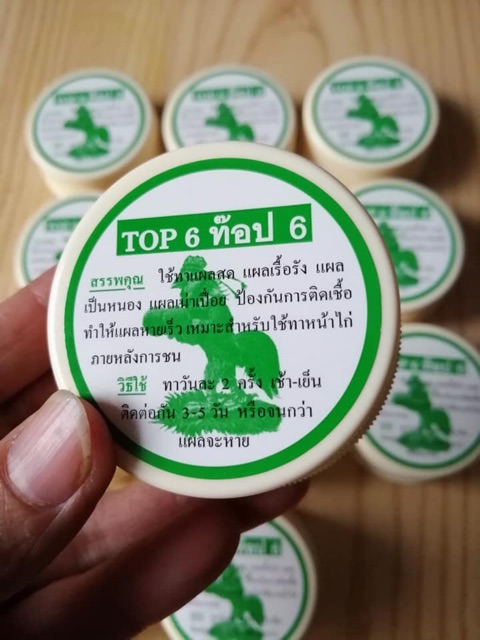 TOP 6 ท๊อป 6
สรรพคุณ ใช้ทาแผลสด แผลเรื้อรัง แผล
เป็นหนอง แผลเน่าเปื่อย ป้องกันการติดเชื้อ
ทำให้แผลหายเร็ว เหมาะสำหรับใช้ทาหน้าไก่
ภายหลังการชน
วิธีใช้ ทาวันละ 2 ครั้ง เช้า-เย็น
ติดต่อกัน 3-5 วัน หรือจนกว่า
แผลจะหาย